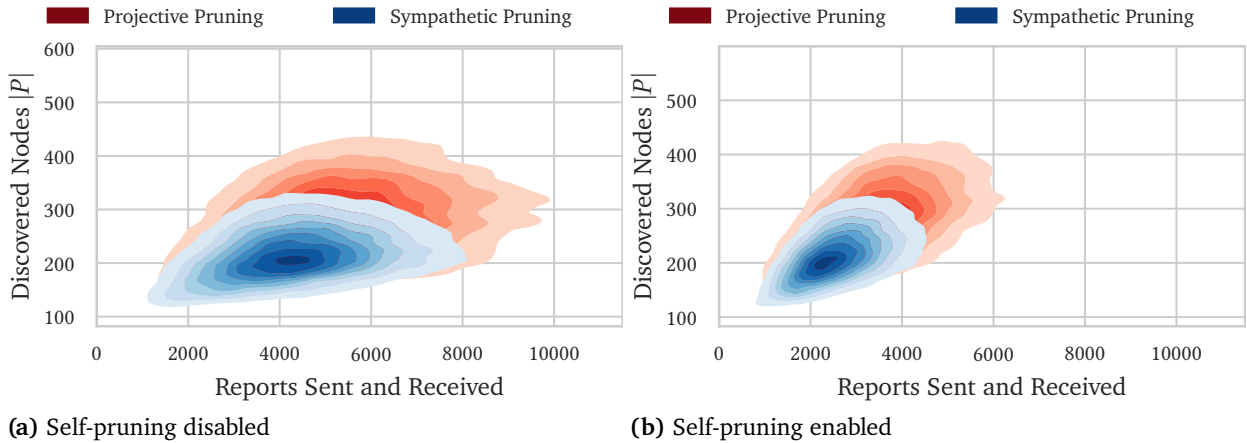 Projective Pruning Sympathetic Pruning
600
500
400
300
200
100
Discovered Nodes |P|
0 2000 4000 6000 8000 10000
Reports Sent and Received
(a) Self-pruning disabled
Projective Pruning Sympathetic Pruning
500
400
300
200
100
Discovered Nodes |P|
0 2000 4000 6000 8000 10000
Reports Sent and Received
(b) Self-pruning enabled